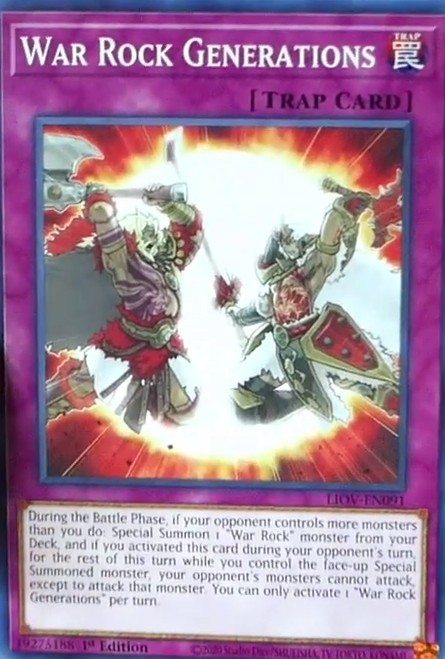 WAR ROCK GENERATIONS
TRAP
罠
[TRAP CARD]
LIOV-EN091
During the Battle Phase, if your opponent controls more monsters
than you do: Special Summon 1 "War Rock" monster from your
Deck, and if you activated this card during your opponent's turn,
for the rest of this turn while you control the face-up Special
Summoned monster, your opponent's monsters cannot attack,
except to attack that monster. You can only activate 1 "War Rock
Generations" per turn.
19275188 1st Edition
©2020 Studio Dice/SHUEISHA, TV TOKYO, KONAMI